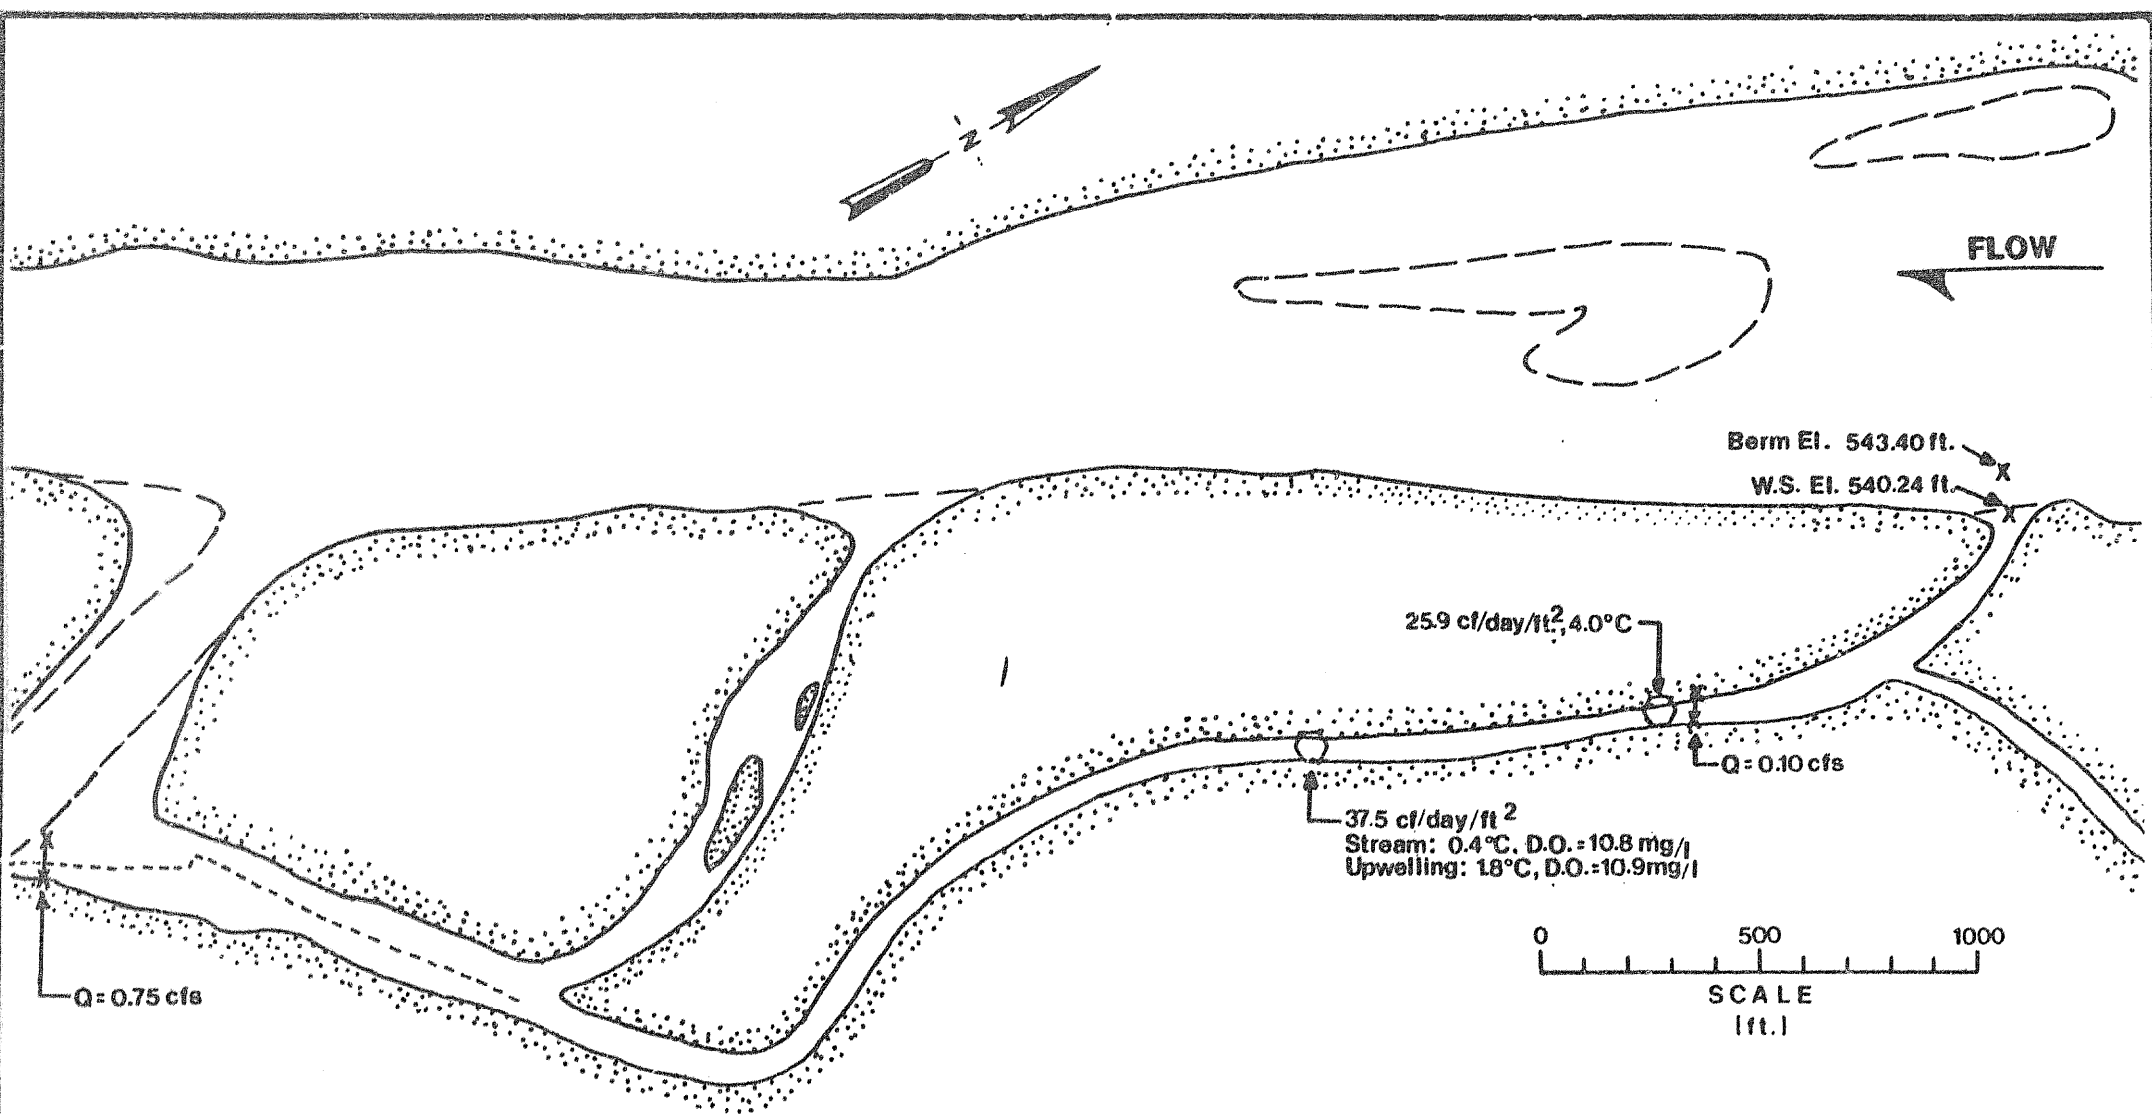 N
FLOW
Berm El. 543.40 ft.
W.S. El. 540.24 ft.
25.9 cf/day/ft², 4.0°C
Q=0.10 cfs
37.5 cf/day/ft²
Stream: 0.4°C, D.O.=10.8 mg/l
Upwelling: 1.8°C, D.O.=10.9 mg/l
0 500 1000
SCALE
(ft.)
Q=0.75 cfs